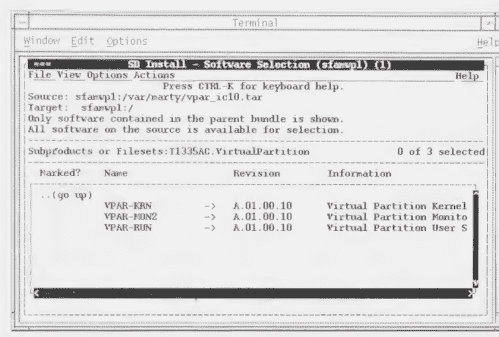 Terminal
Window Edit Options Help
=== SD Install - Software Selection (sfamvp1) (1)
File View Options Actions Help
Press CTRL-K for keyboard help.
Source: sfamvp1:/var/marty/vpar_ic10.tar
Target: sfamvp1:/
Only software contained in the parent bundle is shown.
All software on the source is available for selection.
Subproducts or Filesets:T1335AC.VirtualPartition 0 of 3 selected
Marked? Name Revision Information
..(go up)
VPAR-KRN -> A.01.00.10 Virtual Partition Kernel
VPAR-MON2 -> A.01.00.10 Virtual Partition Monito
VPAR-RUN -> A.01.00.10 Virtual Partition User S